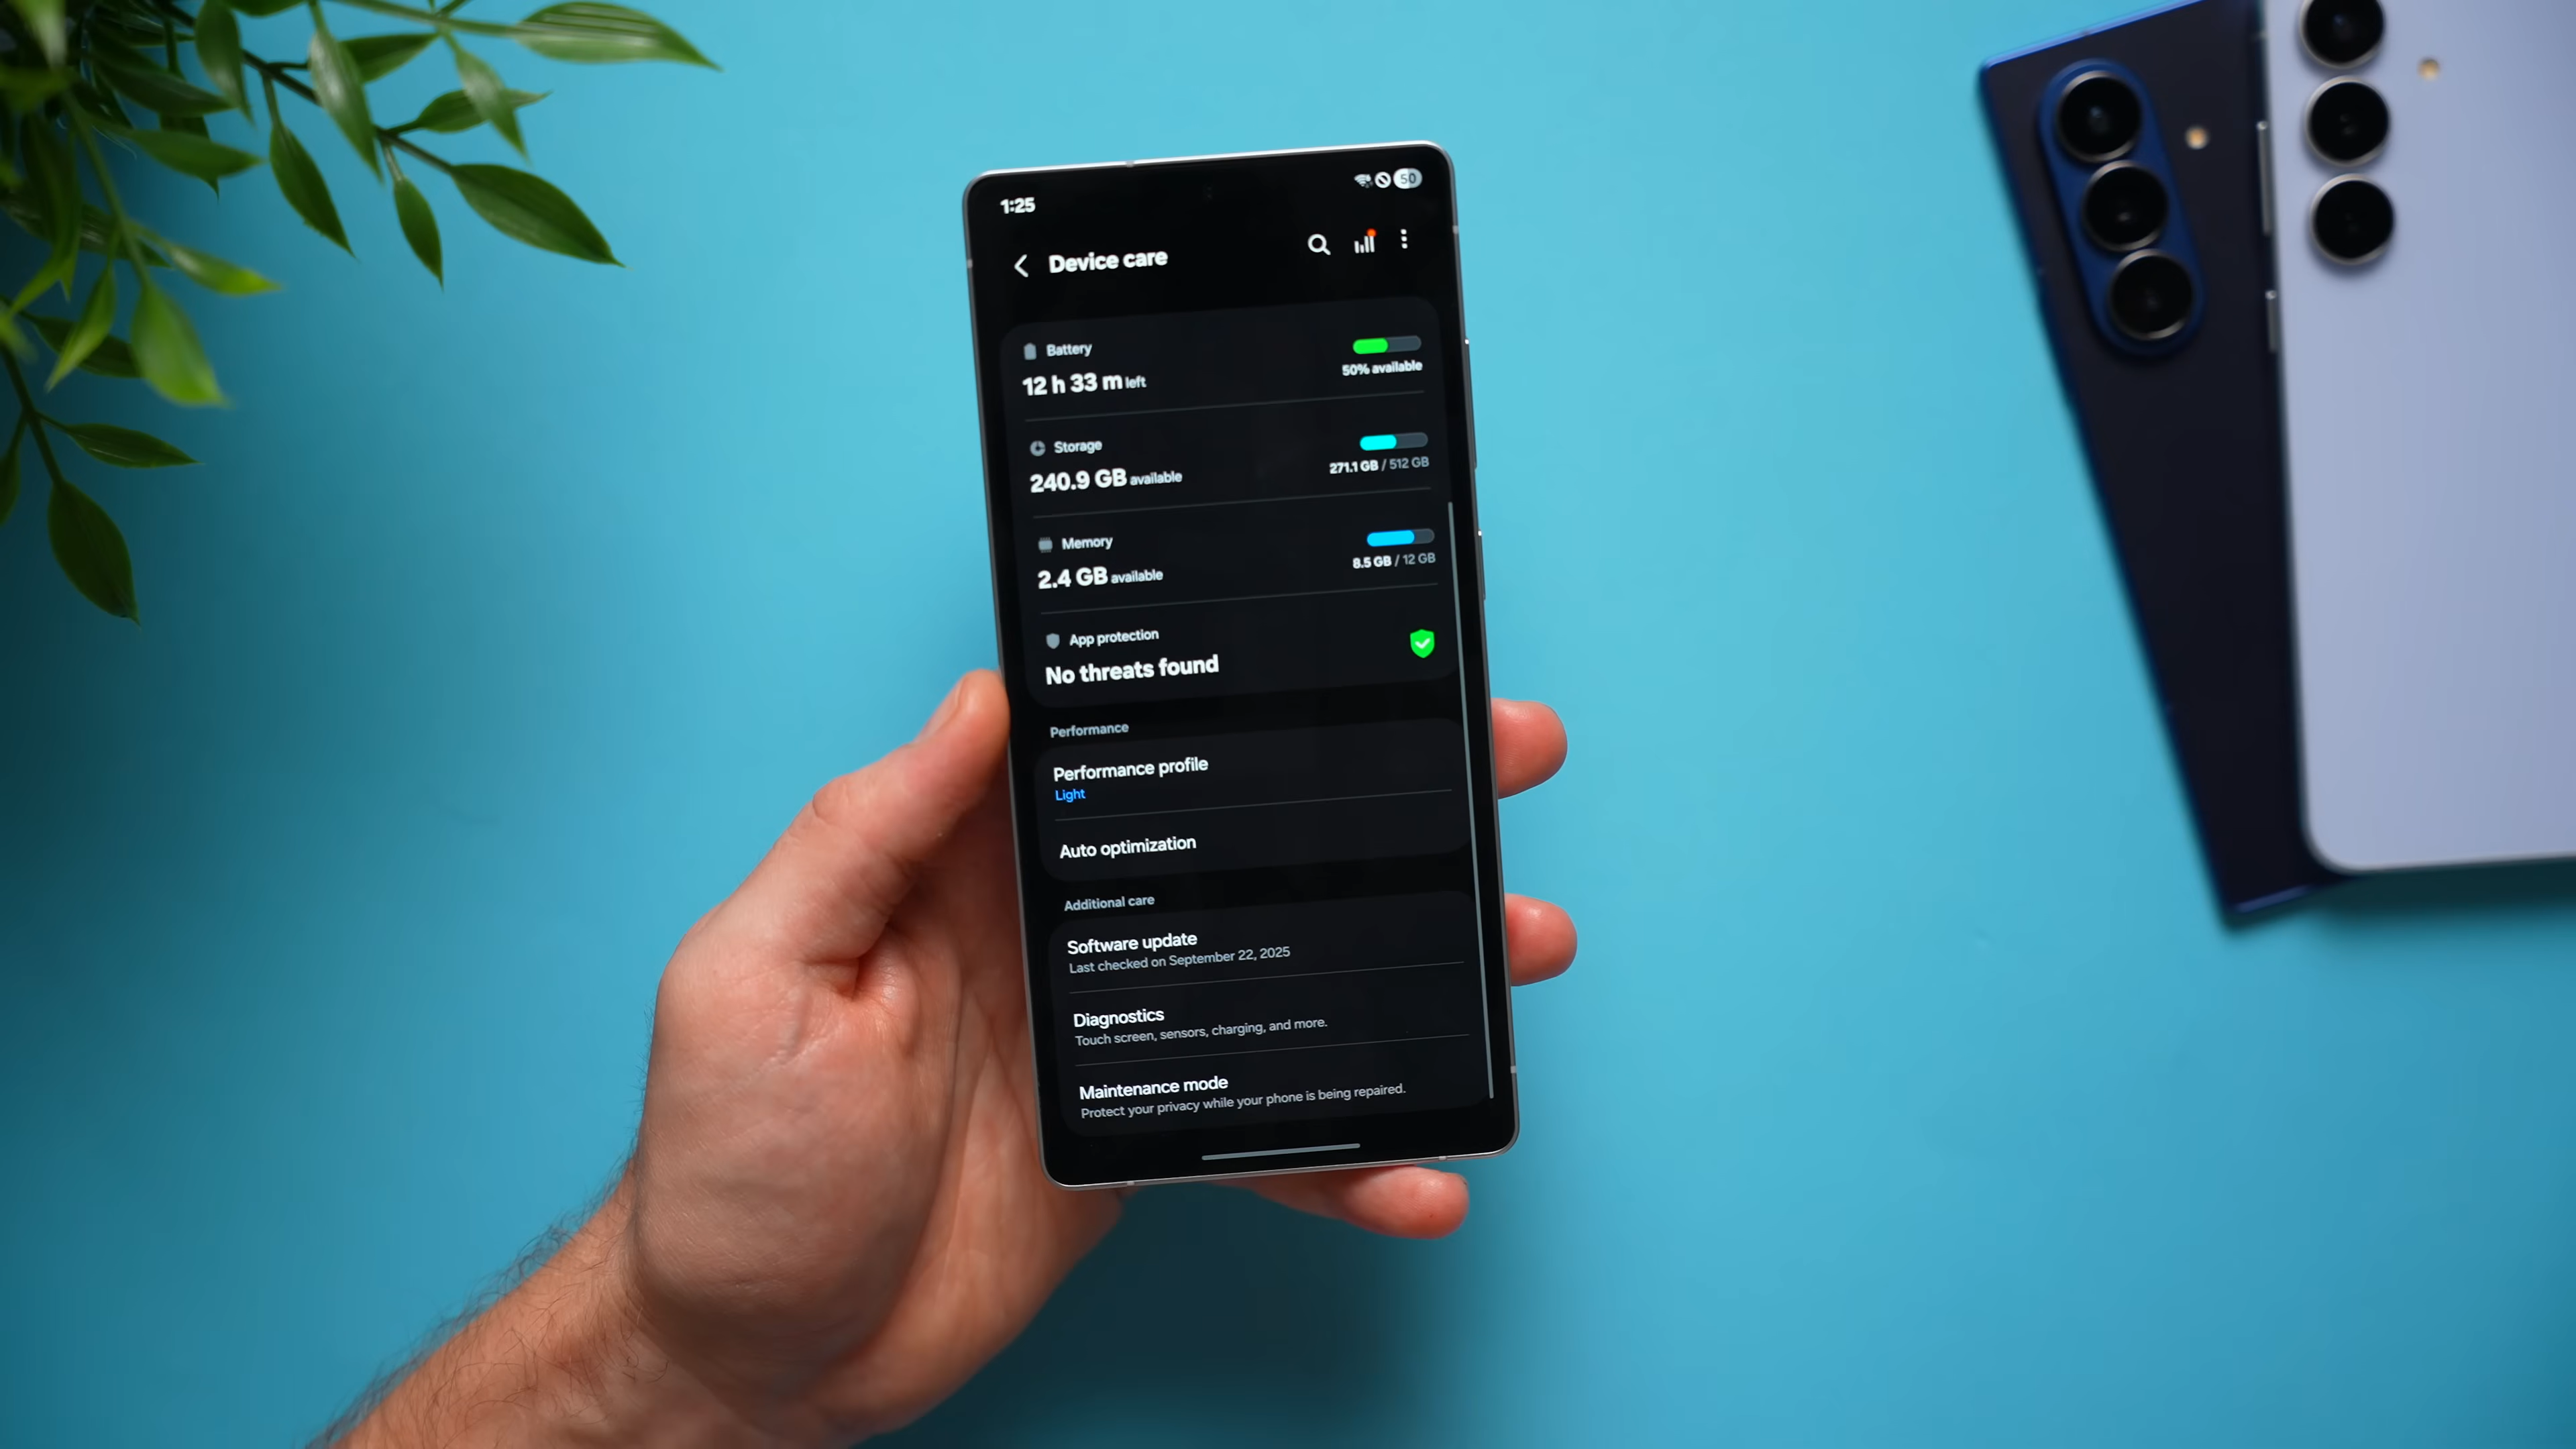 1:25
50
Device care
Battery
12 h 33 m left
50% available
Storage
240.9 GB available
271.1 GB / 512 GB
Memory
2.4 GB available
8.5 GB / 12 GB
App protection
No threats found
Performance
Performance profile
Light
Auto optimization
Additional care
Software update
Last checked on September 22, 2025
Diagnostics
Touch screen, sensors, charging, and more.
Maintenance mode
Protect your privacy while your phone is being repaired.